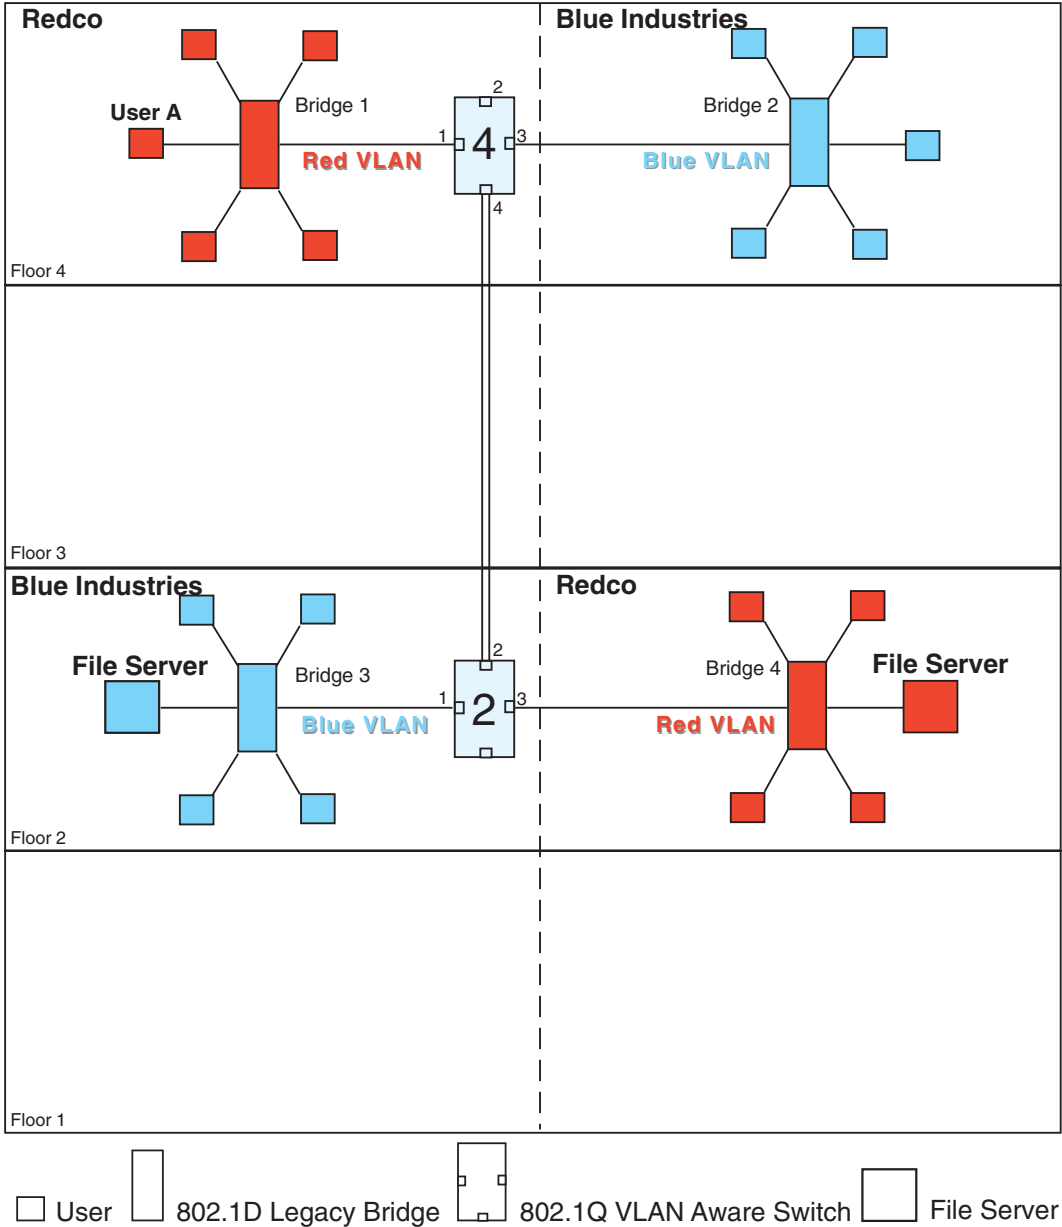 Redco
Blue Industries
User A
Bridge 1
Red VLAN
1
2
3
4
4
Bridge 2
Blue VLAN
Floor 4
Floor 3
Blue Industries
Redco
File Server
Bridge 3
Blue VLAN
1
2
3
2
Bridge 4
Red VLAN
File Server
Floor 2
Floor 1
User
802.1D Legacy Bridge
802.1Q VLAN Aware Switch
File Server